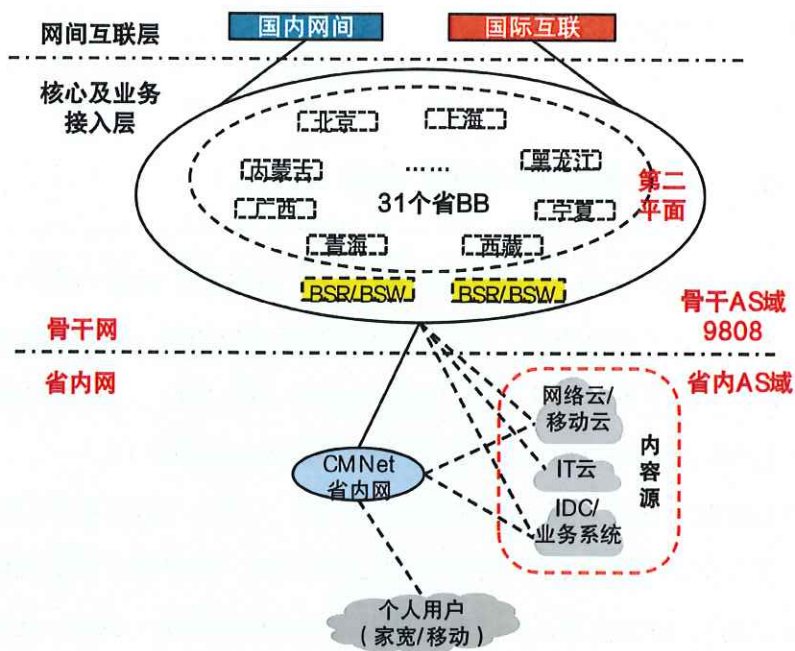 网间互联层
国内网间
国际互联
核心及业务
接入层
北京
上海
内蒙古
……
黑龙江
广西
31个省BB
宁夏
第二
平面
青海
西藏
BSR/BSW
BSR/BSW
骨干网
骨干AS域
9808
省内网
省内AS域
网络云/
移动云
CMNet
省内网
IT云
内容源
IDC/
业务系统
个人用户
(家宽/移动)